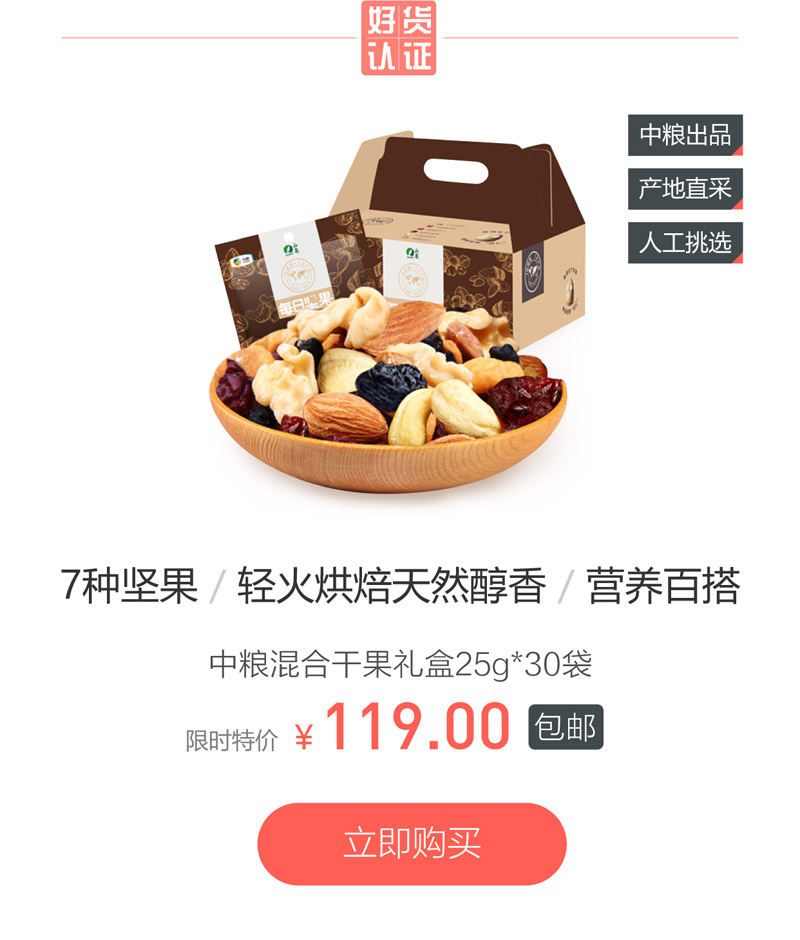 好货
认证
中粮出品
产地直采
人工挑选
每日坚果
7种坚果 / 轻火烘焙天然醇香 / 营养百搭
中粮混合干果礼盒25g*30袋
限时特价 ¥119.00 包邮
立即购买